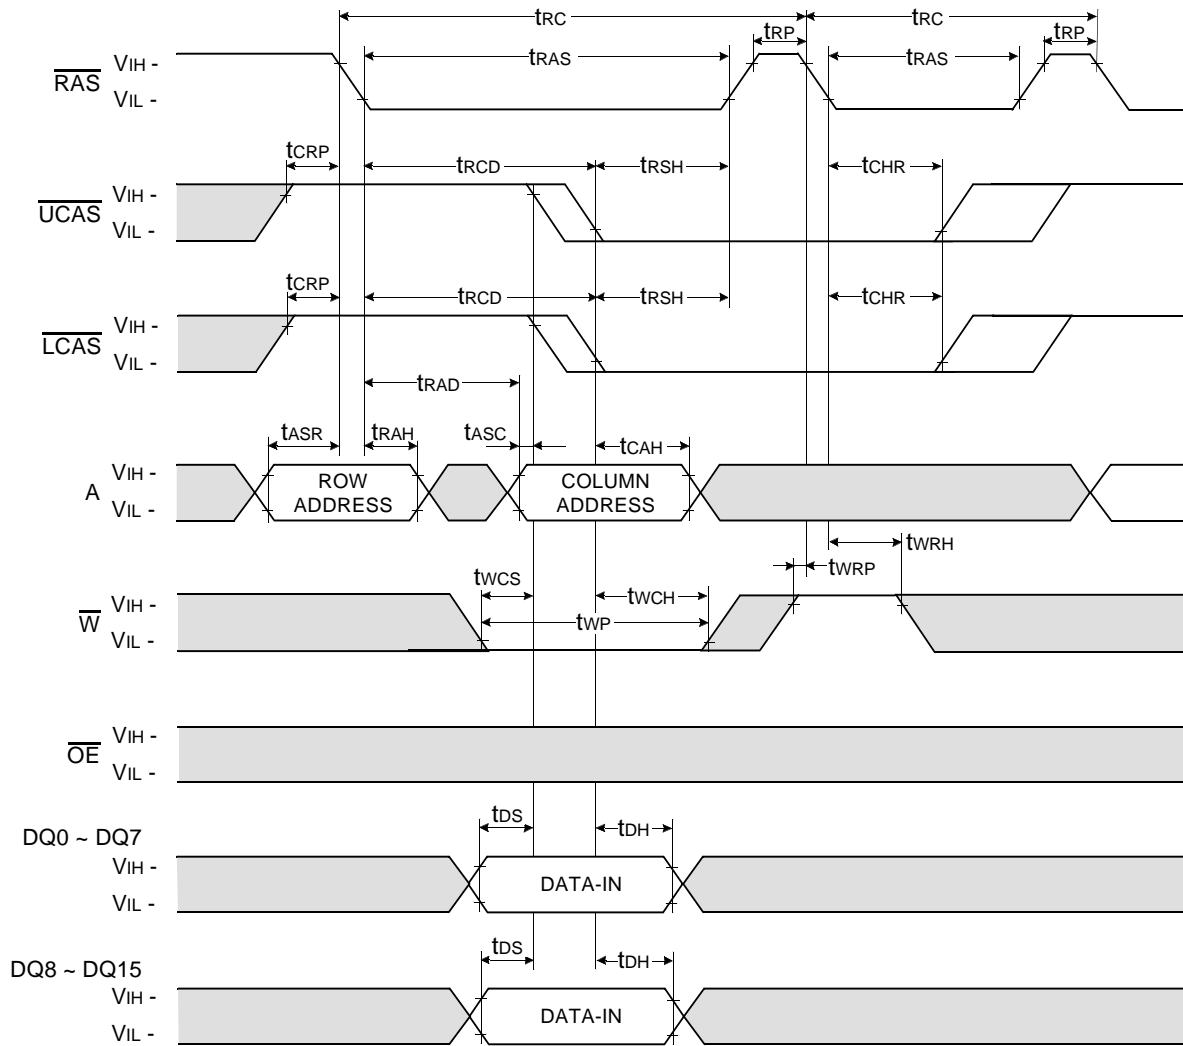 tRC tRC
tRP tRP
RAS VIH - tRAS tRAS
VIL -
tCRP tRCD tRSH tCHR
UCAS VIH -
VIL -
tCRP tRCD tRSH tCHR
LCAS VIH -
VIL -
tRAD
tASR tRAH tASC tCAH
A VIH - ROW ADDRESS COLUMN ADDRESS
VIL -
tWRH
tWRP
tWCS tWCH
W VIH - tWP
VIL -
OE VIH -
VIL -
tDS tDH
DQ0 ~ DQ7
VIH -
DATA-IN
VIL -
tDS tDH
DQ8 ~ DQ15
VIH -
DATA-IN
VIL -